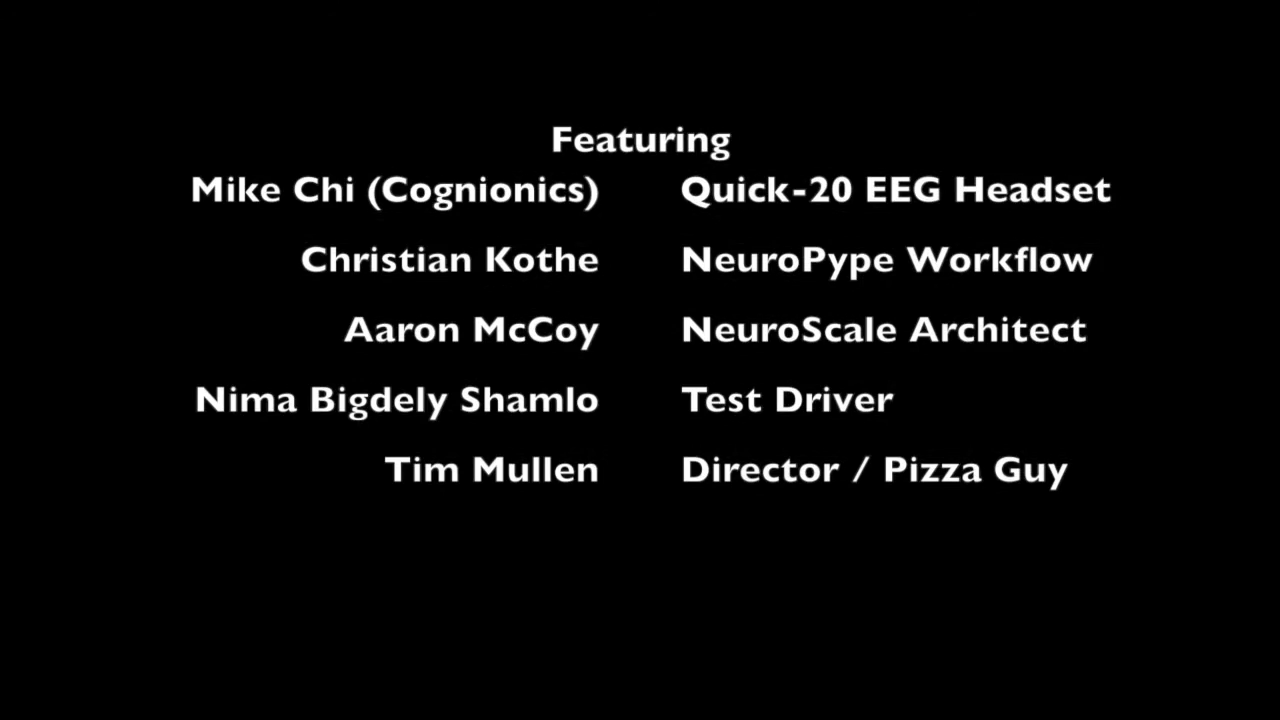 Featuring
Mike Chi (Cognionics) Quick-20 EEG Headset
Christian Kothe NeuroPype Workflow
Aaron McCoy NeuroScale Architect
Nima Bigdely Shamlo Test Driver
Tim Mullen Director / Pizza Guy